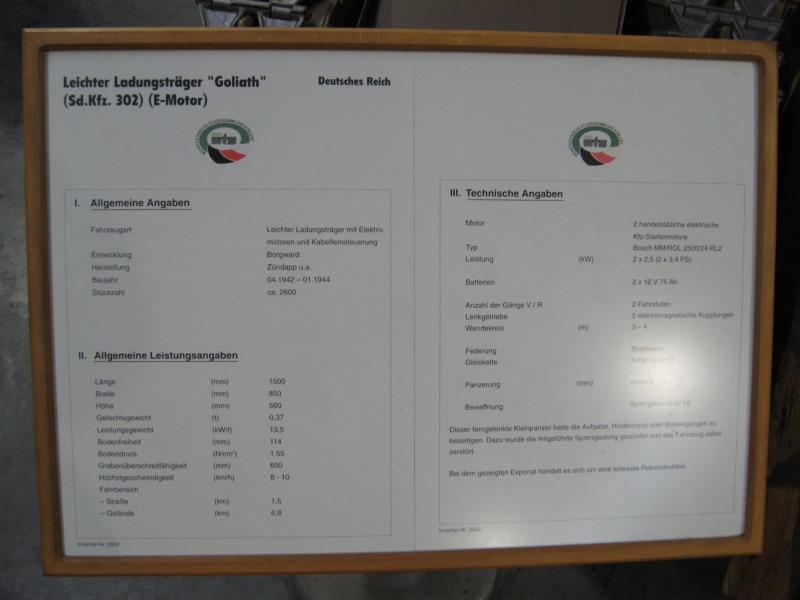 Leichter Ladungsträger "Goliath" Deutsches Reich
(Sd.Kfz. 302) (E-Motor)
wts
I. Allgemeine Angaben
Fahrzeugart Leichter Ladungsträger mit Elektro-
motoren und Kabelfernsteuerung
Entwicklung Borgward
Herstellung Zündapp u.a.
Baujahr 04.1942 – 01.1944
Stückzahl ca. 2600
II. Allgemeine Leistungsangaben
Länge (mm) 1500
Breite (mm) 850
Höhe (mm) 560
Gefechtsgewicht (t) 0,37
Leistungsgewicht (kW/t) 13,5
Bodenfreiheit (mm) 114
Bodendruck (N/cm²) 1,55
Grabenüberschreitfähigkeit (mm) 600
Höchstgeschwindigkeit (km/h) 6 - 10
Fahrbereich
– Straße (km) 1,5
– Gelände (km) 0,8
Inventar-Nr.
wts
III. Technische Angaben
Motor 2 handelsübliche elektrische
Kfz-Startermotore
Typ Bosch MM/RQL 2500/24 RL2
Leistung (kW) 2 x 2,5 (2 x 3,4 PS)
Batterien 2 x 12 V 75 Ah
Anzahl der Gänge V / R 2 Fahrstufen
Lenkgetriebe 2 elektromagnetische Kupplungen
Wendekreis (m) 3 – 4
Federung Blattfedern
Gleiskette
Panzerung (mm)
Bewaffnung Sprengladung 60 kg
Dieser ferngelenkte Kleinpanzer hatte die Aufgabe, Hindernisse oder Befestigungen zu
beseitigen. Dazu wurde die mitgeführte Sprengladung gezündet und das Fahrzeug dabei
zerstört.
Bei dem gezeigten Exponat handelt es sich um eine teilweise Rekonstruktion.
Inventar-Nr.